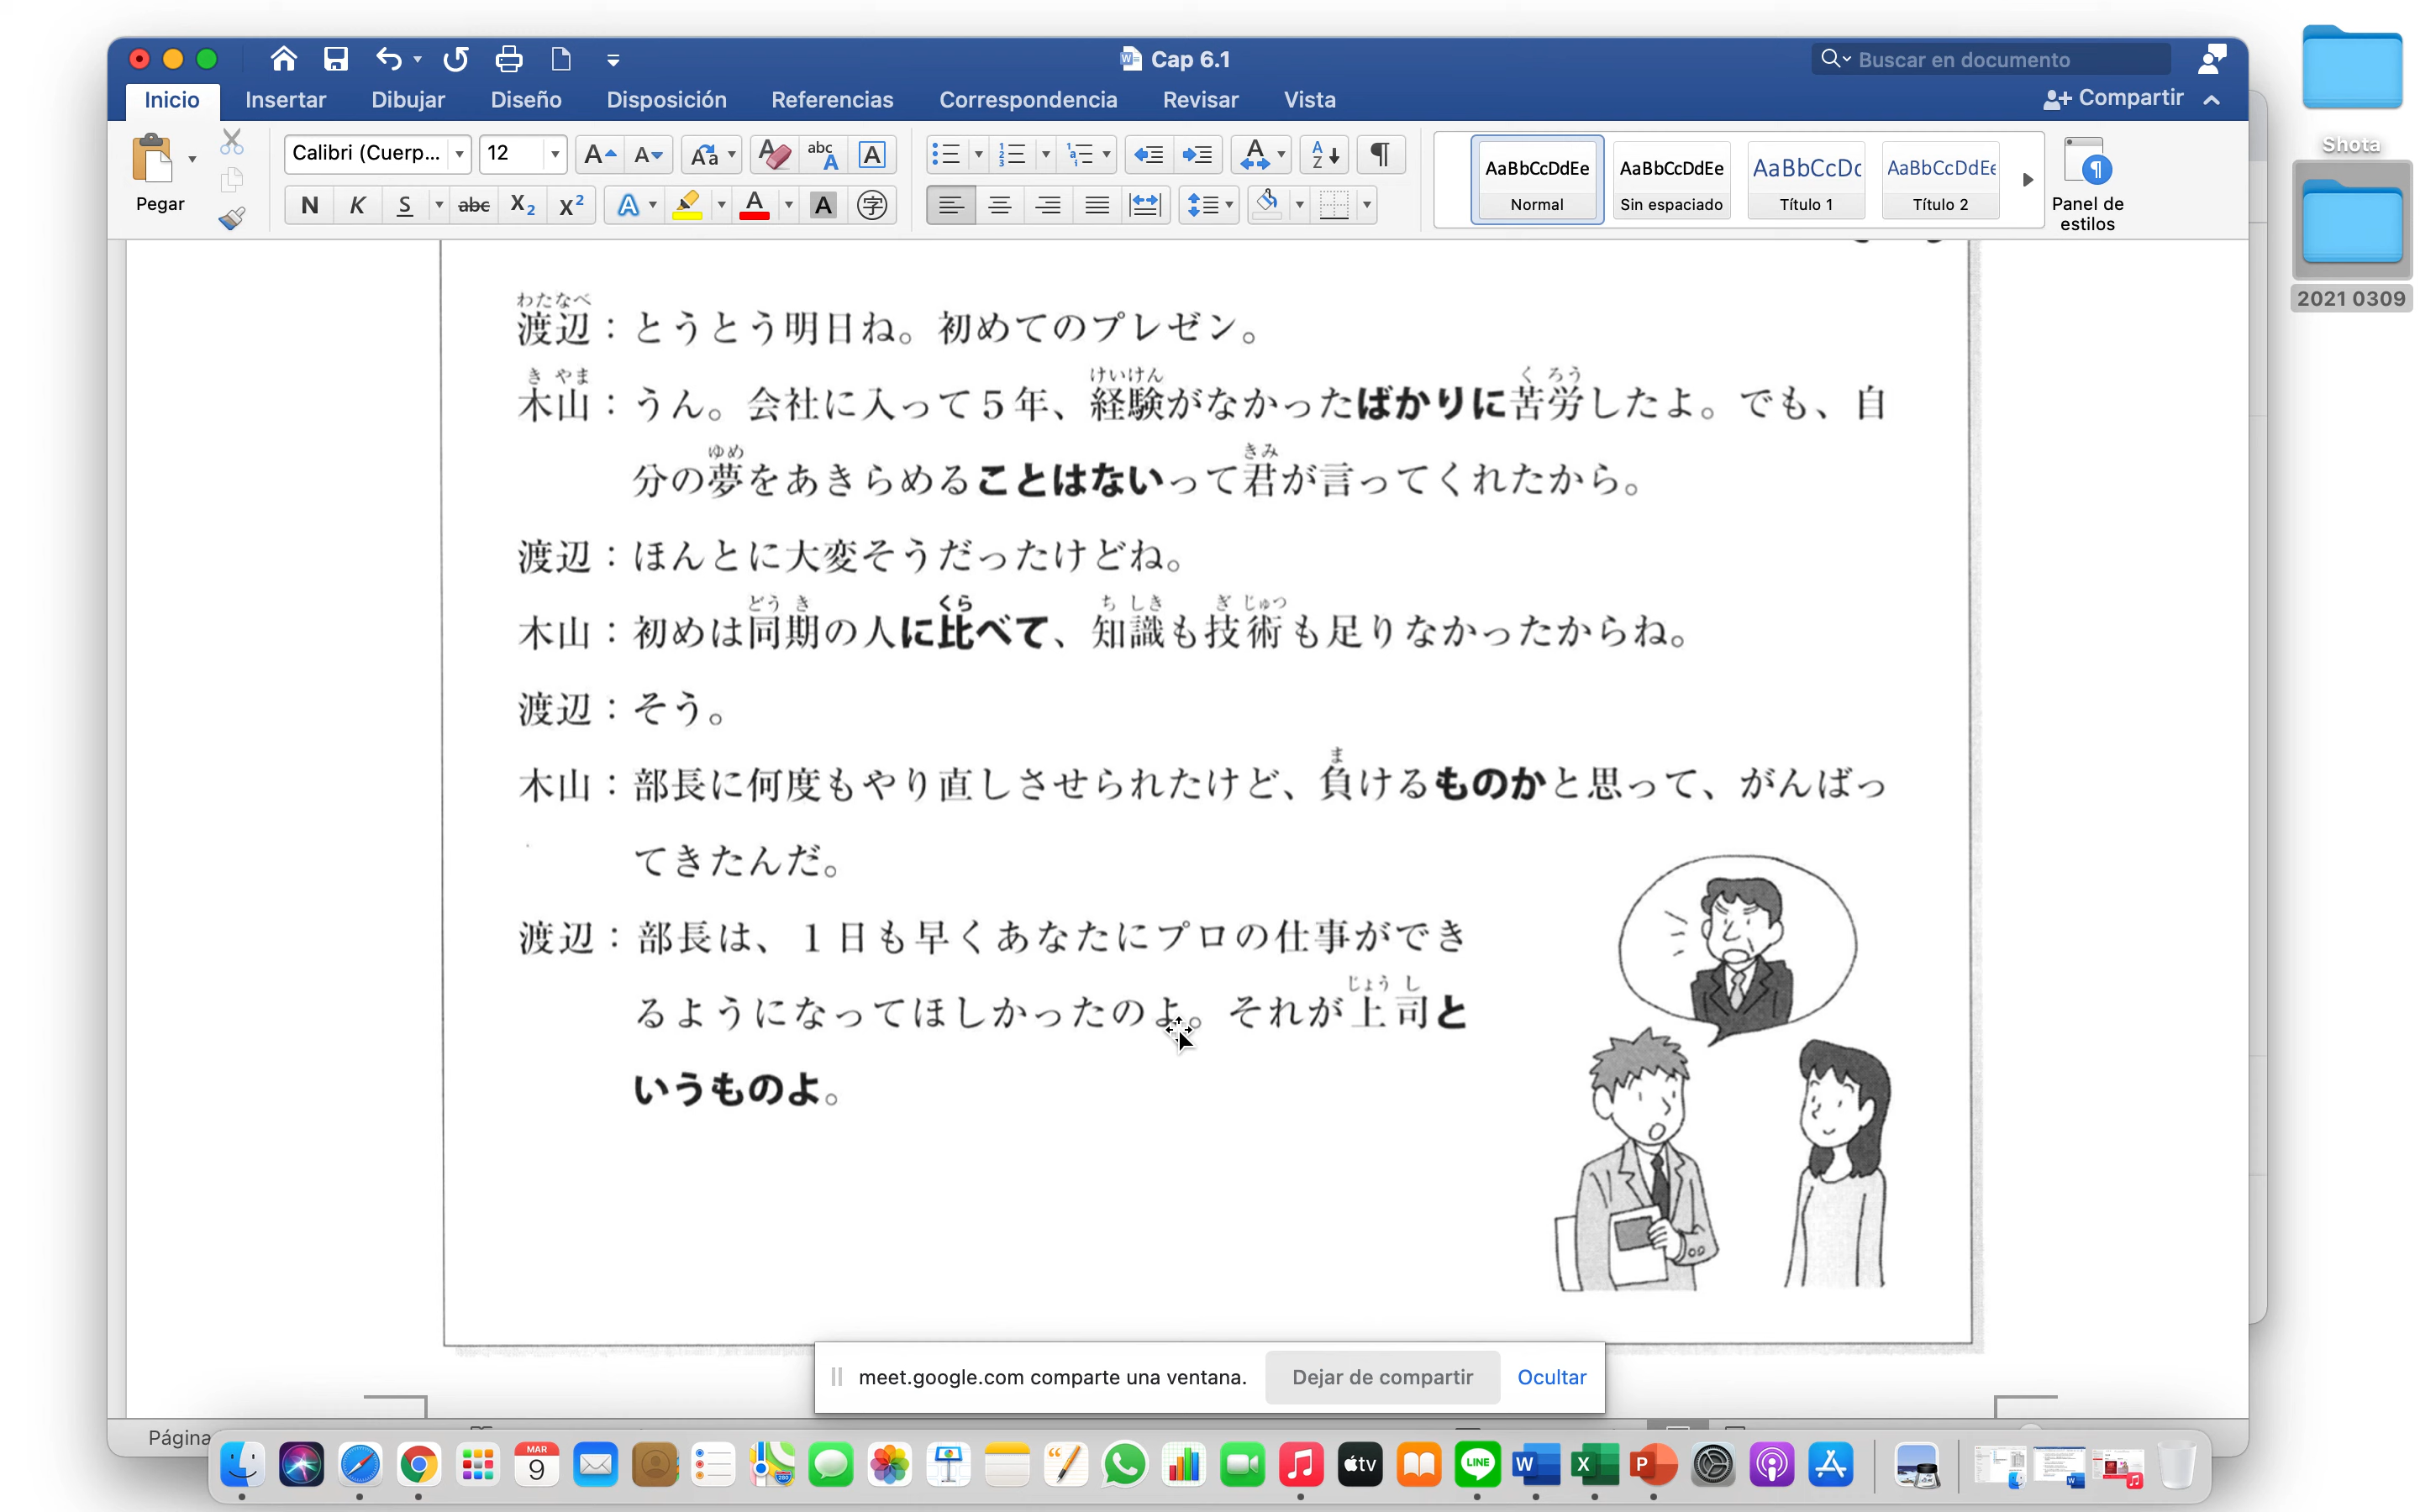 Cap 6.1
Buscar en documento
Shota
2021 0309
Inicio Insertar Dibujar Diseño Disposición Referencias Correspondencia Revisar Vista Compartir
Pegar
Calibri (Cuerp... 12
AaBbCcDdEe AaBbCcDdEe AaBbCcDc AaBbCcDdEe
Normal Sin espaciado Título 1 Título 2
Panel de
estilos
わたなべ
渡辺：とうとう明日ね。初めてのプレゼン。
き やま けいけん く ろう
木山：うん。会社に入って５年、経験がなかったばかりに苦労したよ。でも、自
ゆめ きみ
分の夢をあきらめることはないって君が言ってくれたから。
渡辺：ほんとに大変そうだったけどね。
どう き くら ち しき ぎ じゅつ
木山：初めは同期の人に比べて、知識も技術も足りなかったからね。
渡辺：そう。
ま
木山：部長に何度もやり直しさせられたけど、負けるものかと思って、がんばっ
てきたんだ。
渡辺：部長は、１日も早くあなたにプロの仕事ができ
じょう し
るようになってほしかったのよ。それが上司と
いうものよ。
meet.google.com comparte una ventana. Dejar de compartir Ocultar
Página
MAR
9
280
tv
LINE
W
X
P